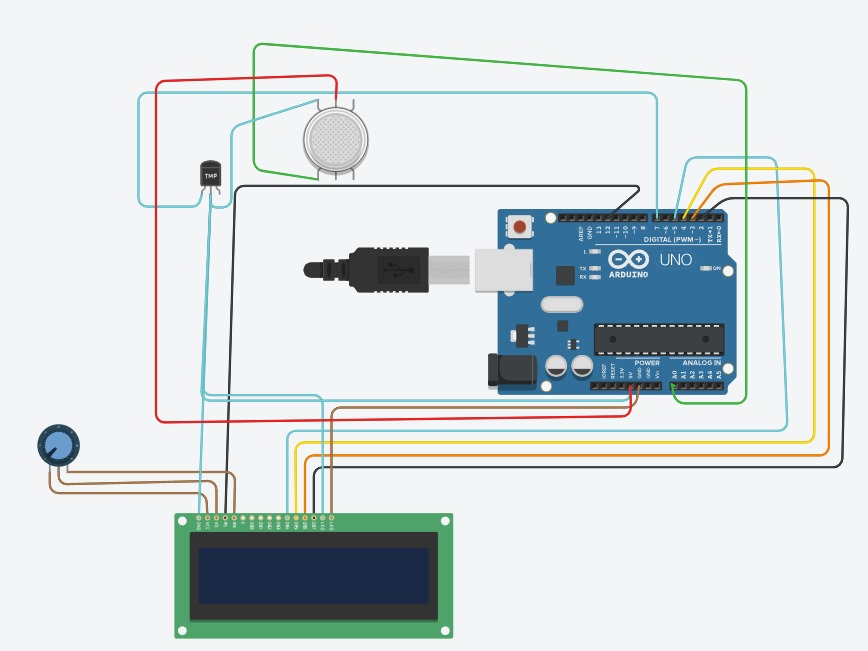 TMP
AREF
GND
13
12
~11
~10
~9
8
7
~6
~5
4
~3
2
TX→1
RX←0
DIGITAL (PWM~)
L
TX
RX
ARDUINO
UNO
ON
POWER
ANALOG IN
IOREF
RESET
3.3V
5V
GND
GND
Vin
A0
A1
A2
A3
A4
A5